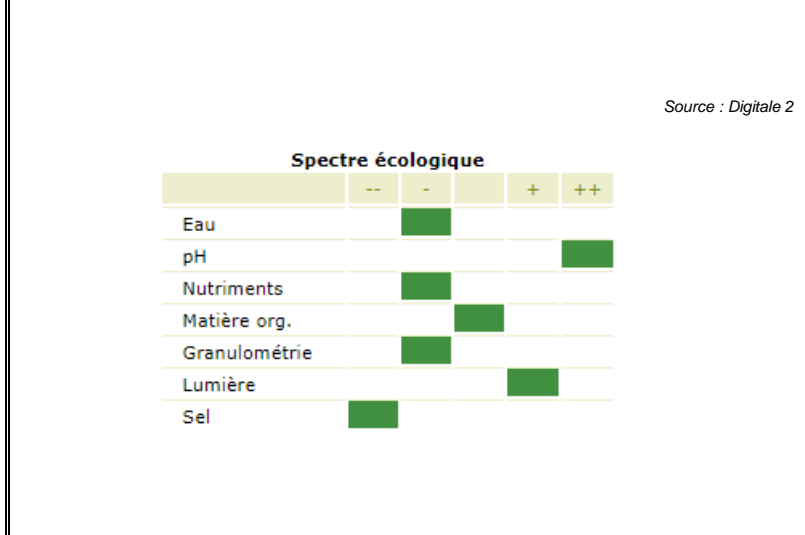 Source : Digitale 2
Spectre écologique
-- - + ++
Eau
pH
Nutriments
Matière org.
Granulométrie
Lumière
Sel